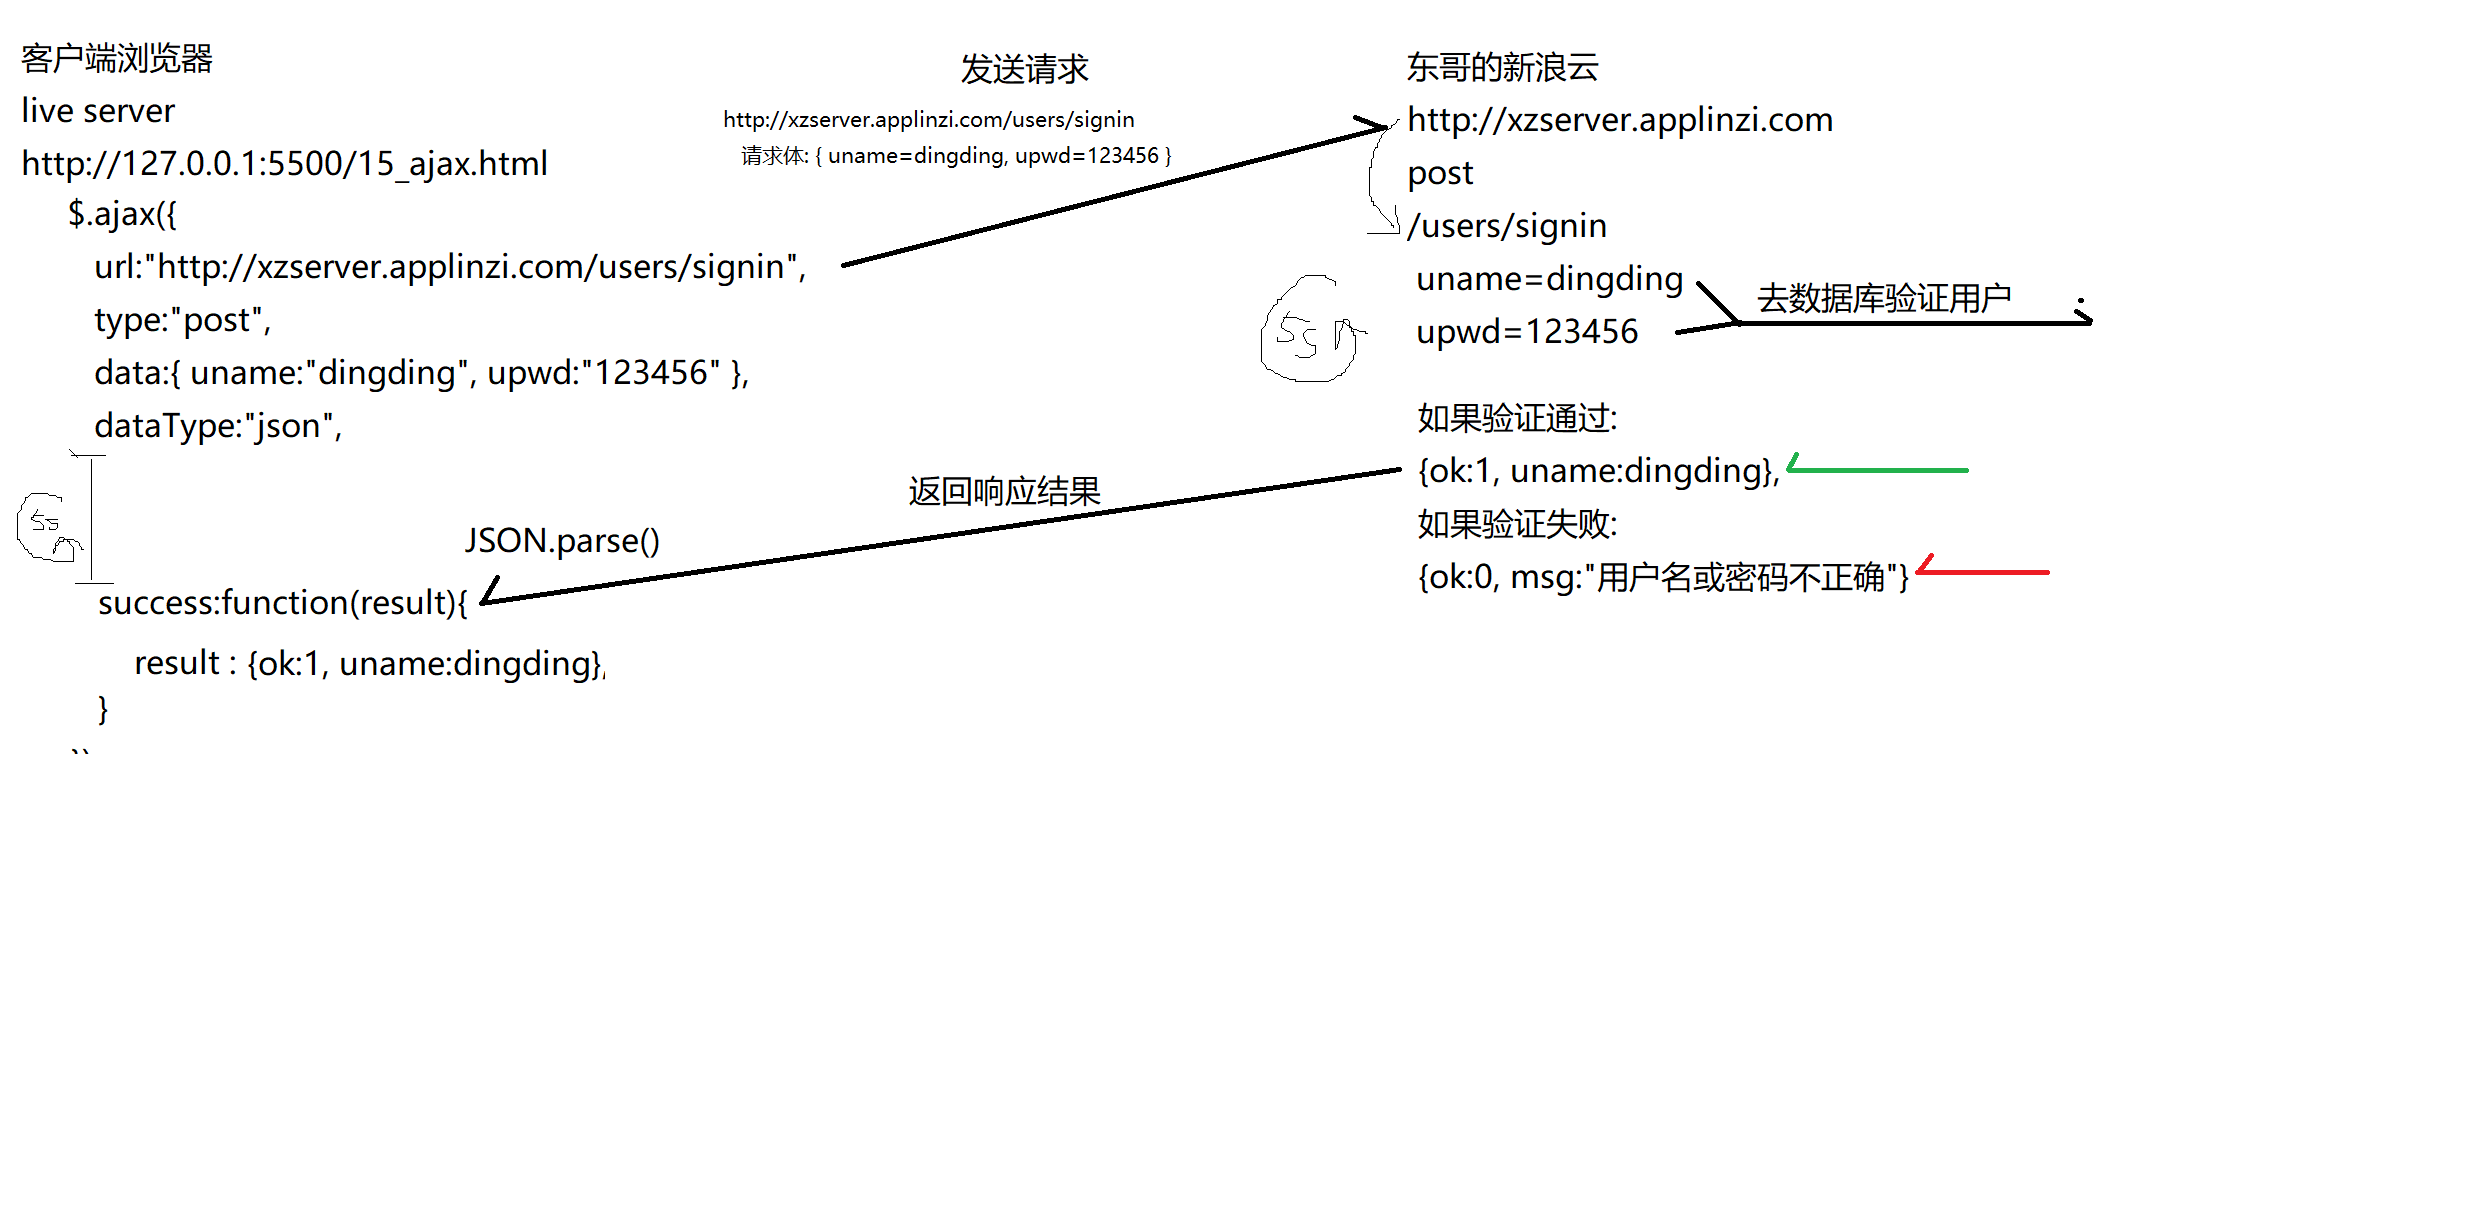 客户端浏览器
live server
http://127.0.0.1:5500/15_ajax.html
$.ajax({
url:"http://xzserver.applinzi.com/users/signin",
type:"post",
data:{ uname:"dingding", upwd:"123456" },
dataType:"json",
JSON.parse()
success:function(result){
result : {ok:1, uname:dingding},
}
发送请求
http://xzserver.applinzi.com/users/signin
请求体: { uname=dingding, upwd=123456 }
返回响应结果
东哥的新浪云
http://xzserver.applinzi.com
post
/users/signin
uname=dingding
upwd=123456
去数据库验证用户
如果验证通过:
{ok:1, uname:dingding},
如果验证失败:
{ok:0, msg:"用户名或密码不正确"}